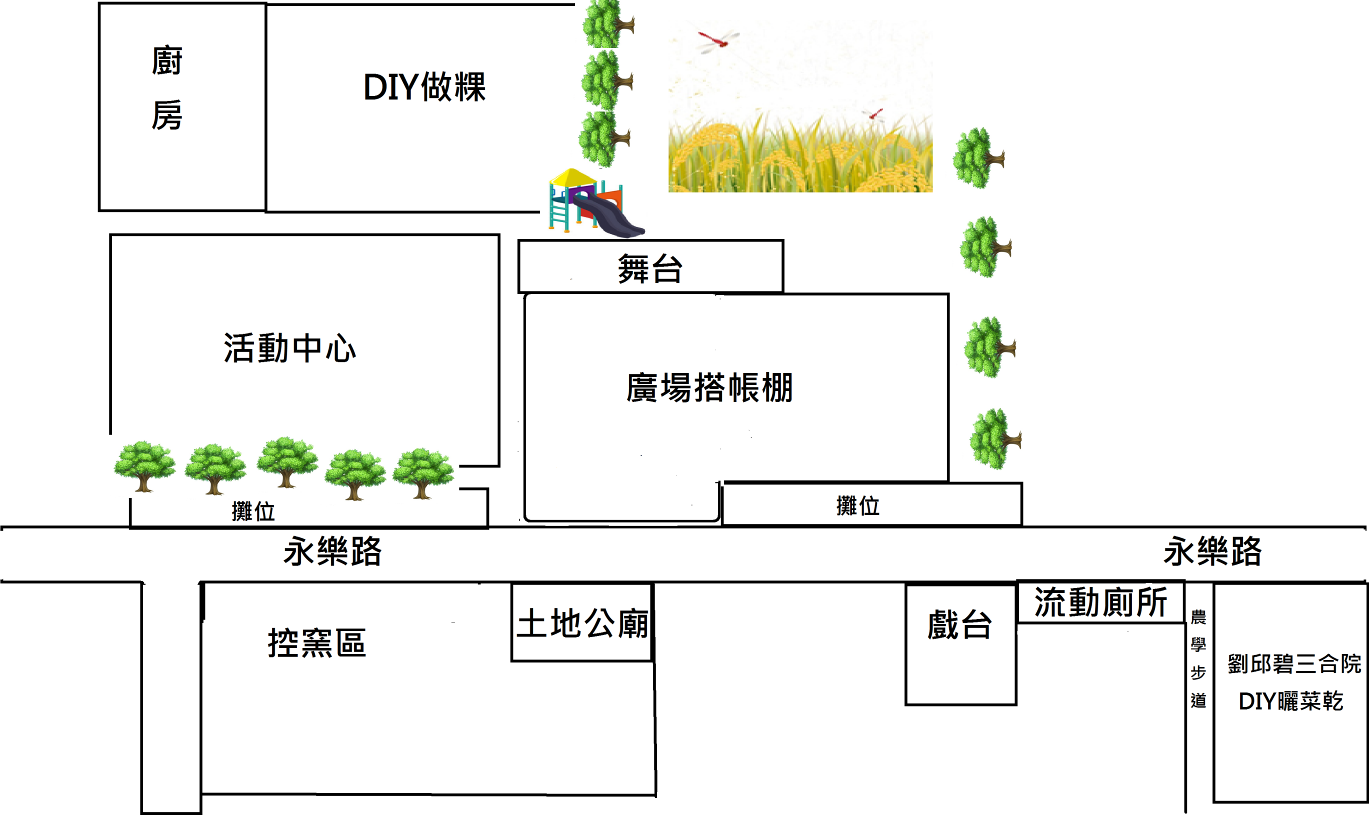 廚
房
DIY做粿
舞台
活動中心
廣場搭帳棚
攤位
攤位
永樂路
永樂路
控窯區
土地公廟
戲台
流動廁所
農
學
步
道
劉邱碧三合院
DIY曬菜乾